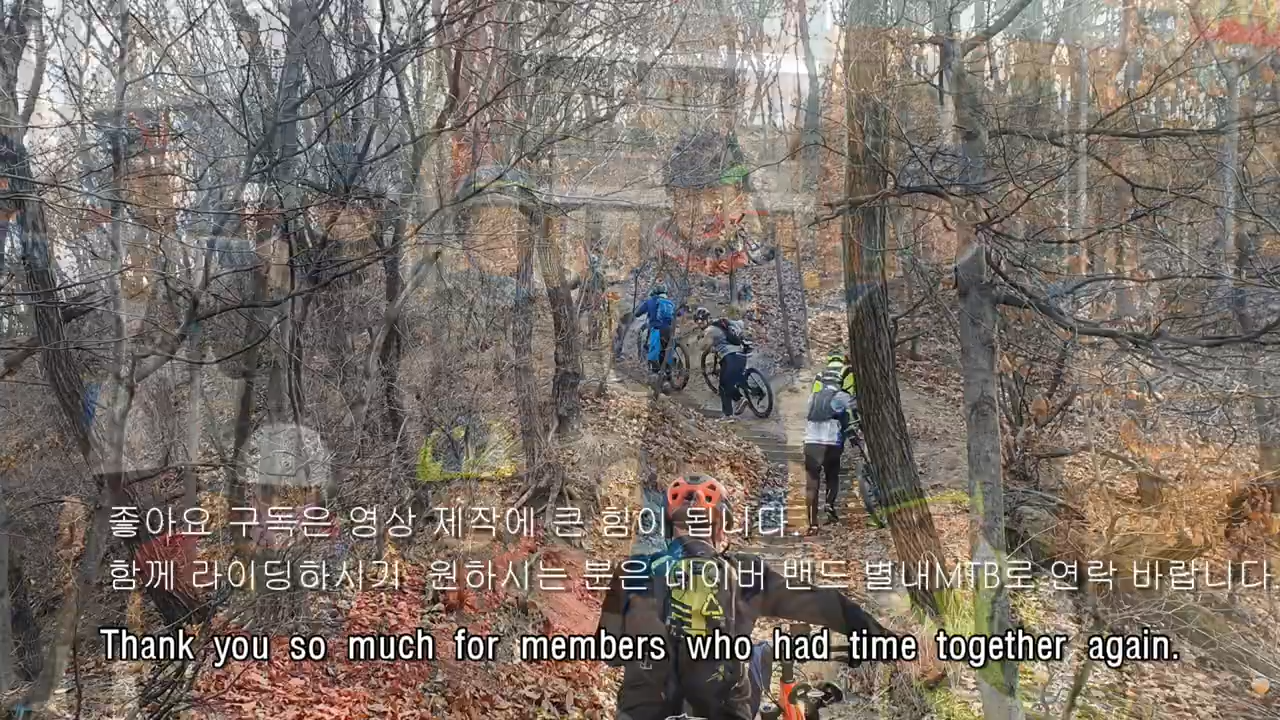 좋아요 구독은 영상 제작에 큰 힘이 됩니다.
함께 라이딩하시기 원하시는 분은 네이버 밴드 별내MTB로 연락 바랍니다
Thank you so much for members who had time together again.